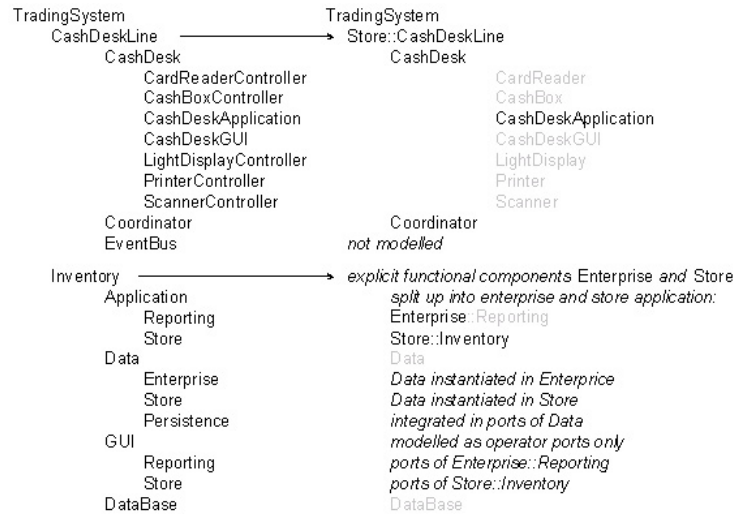 TradingSystem TradingSystem
CashDeskLine Store::CashDeskLine
CashDesk CashDesk
CardReaderController CardReader
CashBoxController CashBox
CashDeskApplication CashDeskApplication
CashDeskGUI CashDeskGUI
LightDisplayController LightDisplay
PrinterController Printer
ScannerController Scanner
Coordinator Coordinator
EventBus not modelled
Inventory explicit functional components Enterprise and Store
Application split up into enterprise and store application:
Reporting Enterprise::Reporting
Store Store::Inventory
Data Data
Enterprise Data instantiated in Enterprice
Store Data instantiated in Store
Persistence integrated in ports of Data
GUI modelled as operator ports only
Reporting ports of Enterprise::Reporting
Store ports of Store::Inventory
DataBase DataBase